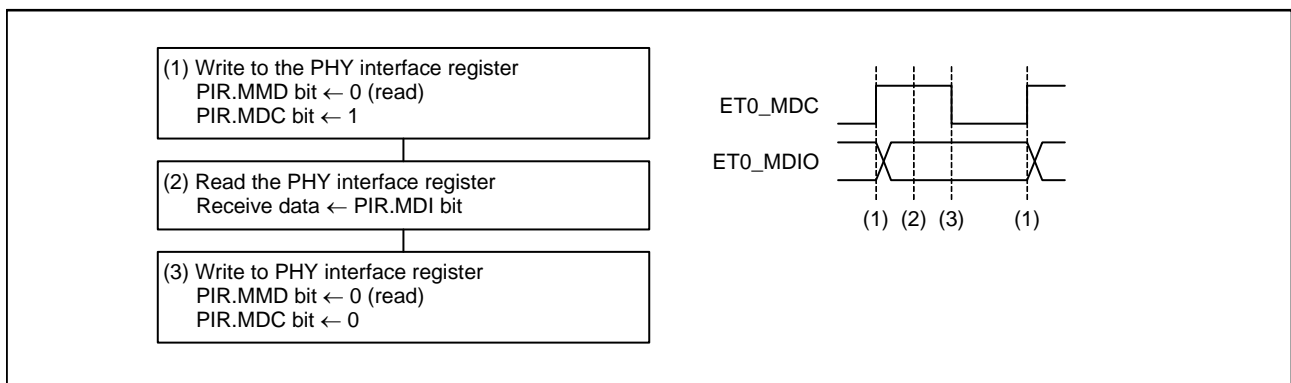 (1) Write to the PHY interface register
PIR.MMD bit ← 0 (read)
PIR.MDC bit ← 1
(2) Read the PHY interface register
Receive data ← PIR.MDI bit
(3) Write to PHY interface register
PIR.MMD bit ← 0 (read)
PIR.MDC bit ← 0
ET0_MDC
ET0_MDIO
(1) (2) (3) (1)